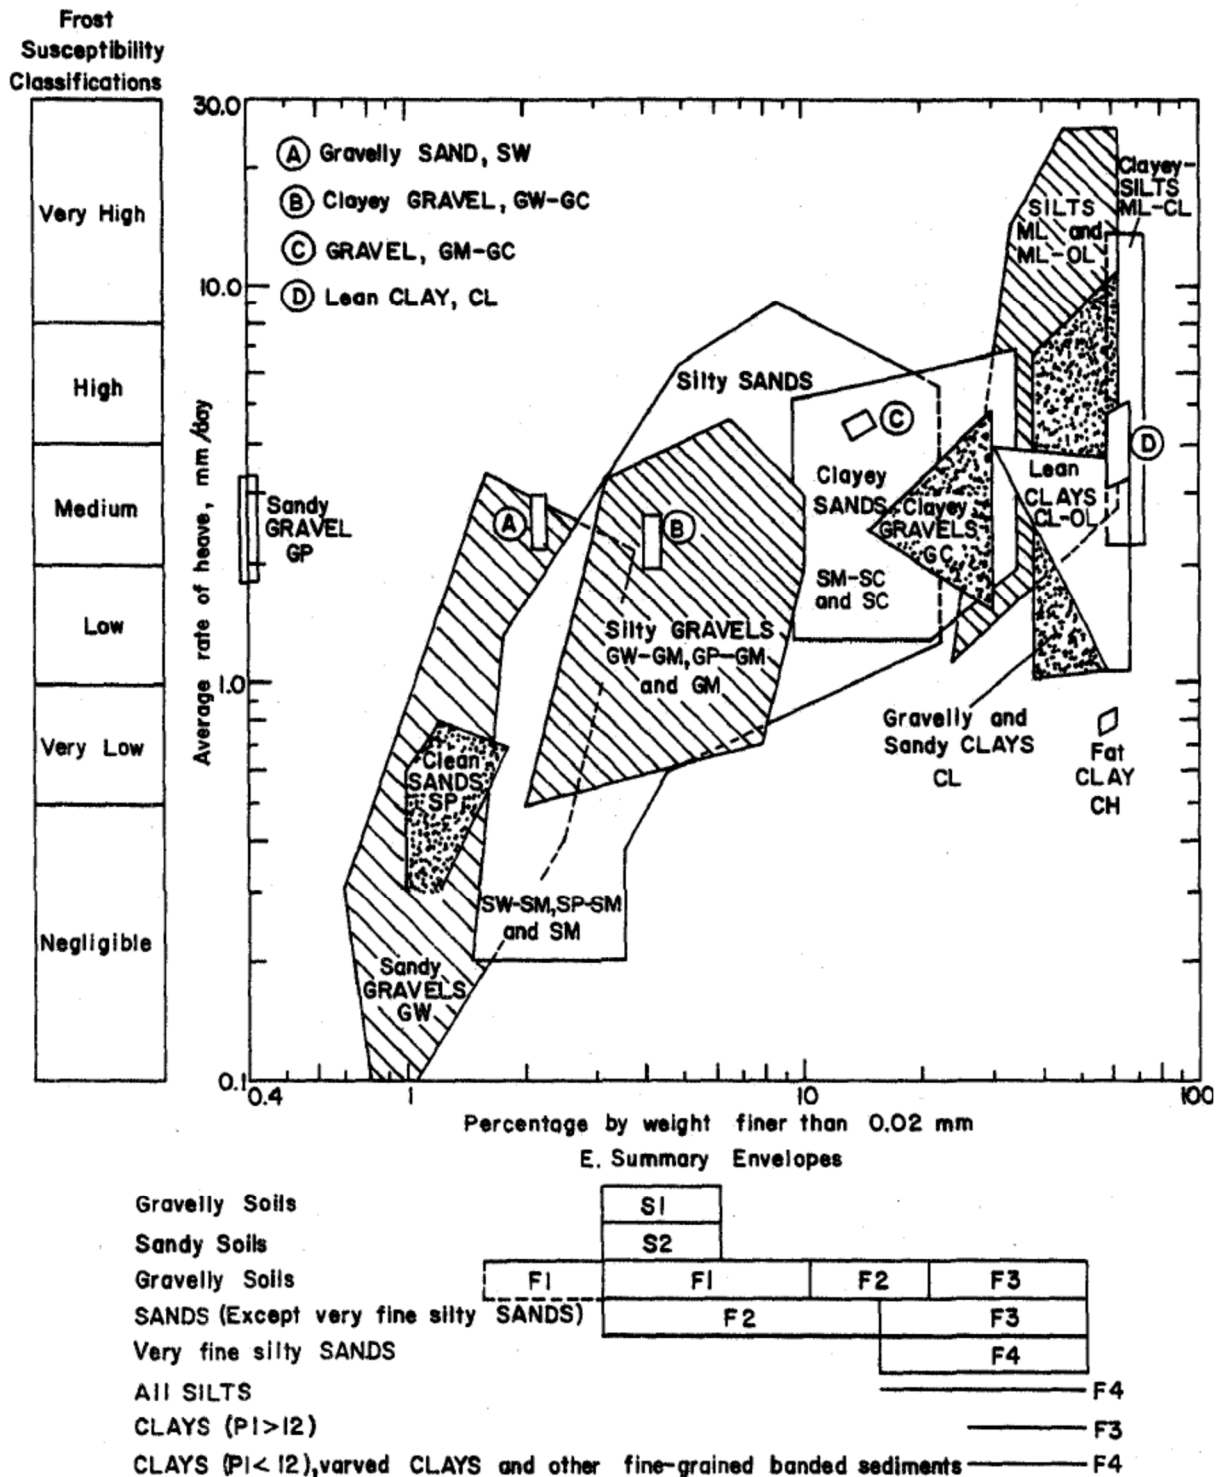 Frost
Susceptibility
Classifications
Very High
High
Medium
Low
Very Low
Negligible
Average rate of heave, mm/day
30.0
10.0
1.0
0.1
A Gravelly SAND, SW
B Clayey GRAVEL, GW-GC
C GRAVEL, GM-GC
D Lean CLAY, CL
Clayey-
SILTS
ML-CL
SILTS
ML and
ML-OL
Silty SANDS
C
D
Sandy
GRAVEL
GP
A
B
Clayey
SANDS
Clayey
GRAVELS
GC
Lean
CLAYS
CL-OL
SM-SC
and SC
Silty GRAVELS
GW-GM, GP-GM
and GM
Gravelly and
Sandy CLAYS
CL
Fat
CLAY
CH
Clean
SANDS
SP
SW-SM, SP-SM
and SM
Sandy
GRAVELS
GW
0.4 1 10 100
Percentage by weight finer than 0.02 mm
E. Summary Envelopes
Gravelly Soils S1
Sandy Soils S2
Gravelly Soils F1 F1 F2 F3
SANDS (Except very fine silty SANDS) F2 F3
Very fine silty SANDS F4
All SILTS F4
CLAYS (PI>12) F3
CLAYS (PI<12), varved CLAYS and other fine-grained banded sediments F4